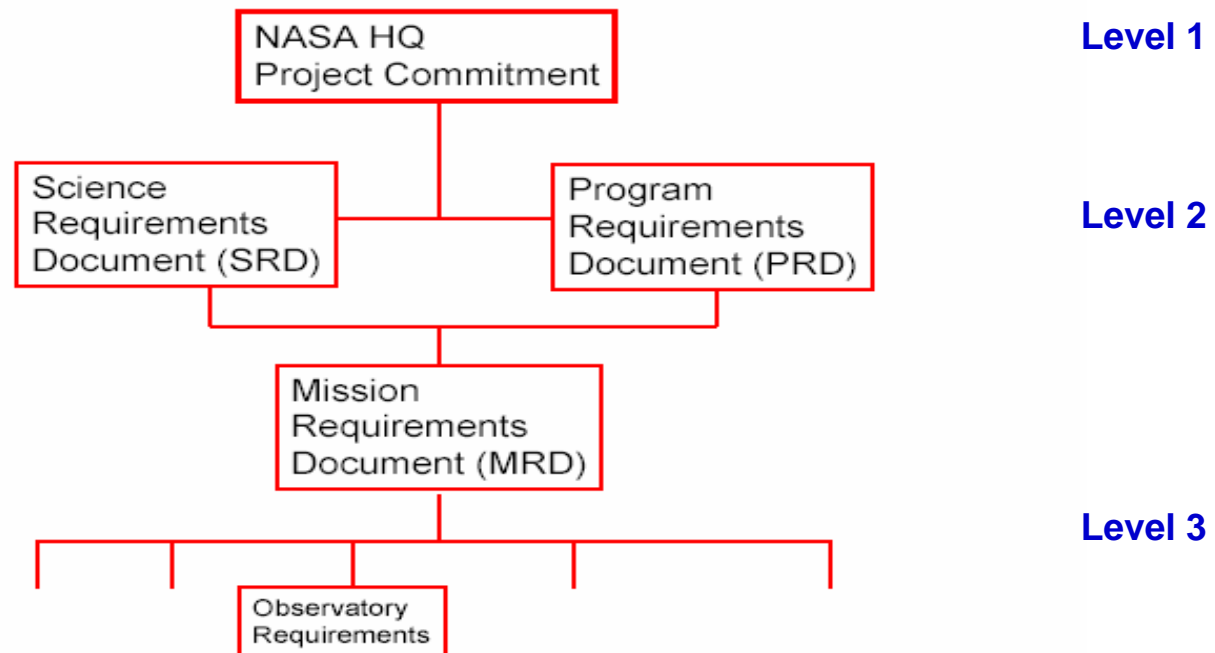 NASA HQ
Project Commitment
Level 1
Science
Requirements
Document (SRD)
Program
Requirements
Document (PRD)
Level 2
Mission
Requirements
Document (MRD)
Level 3
Observatory
Requirements